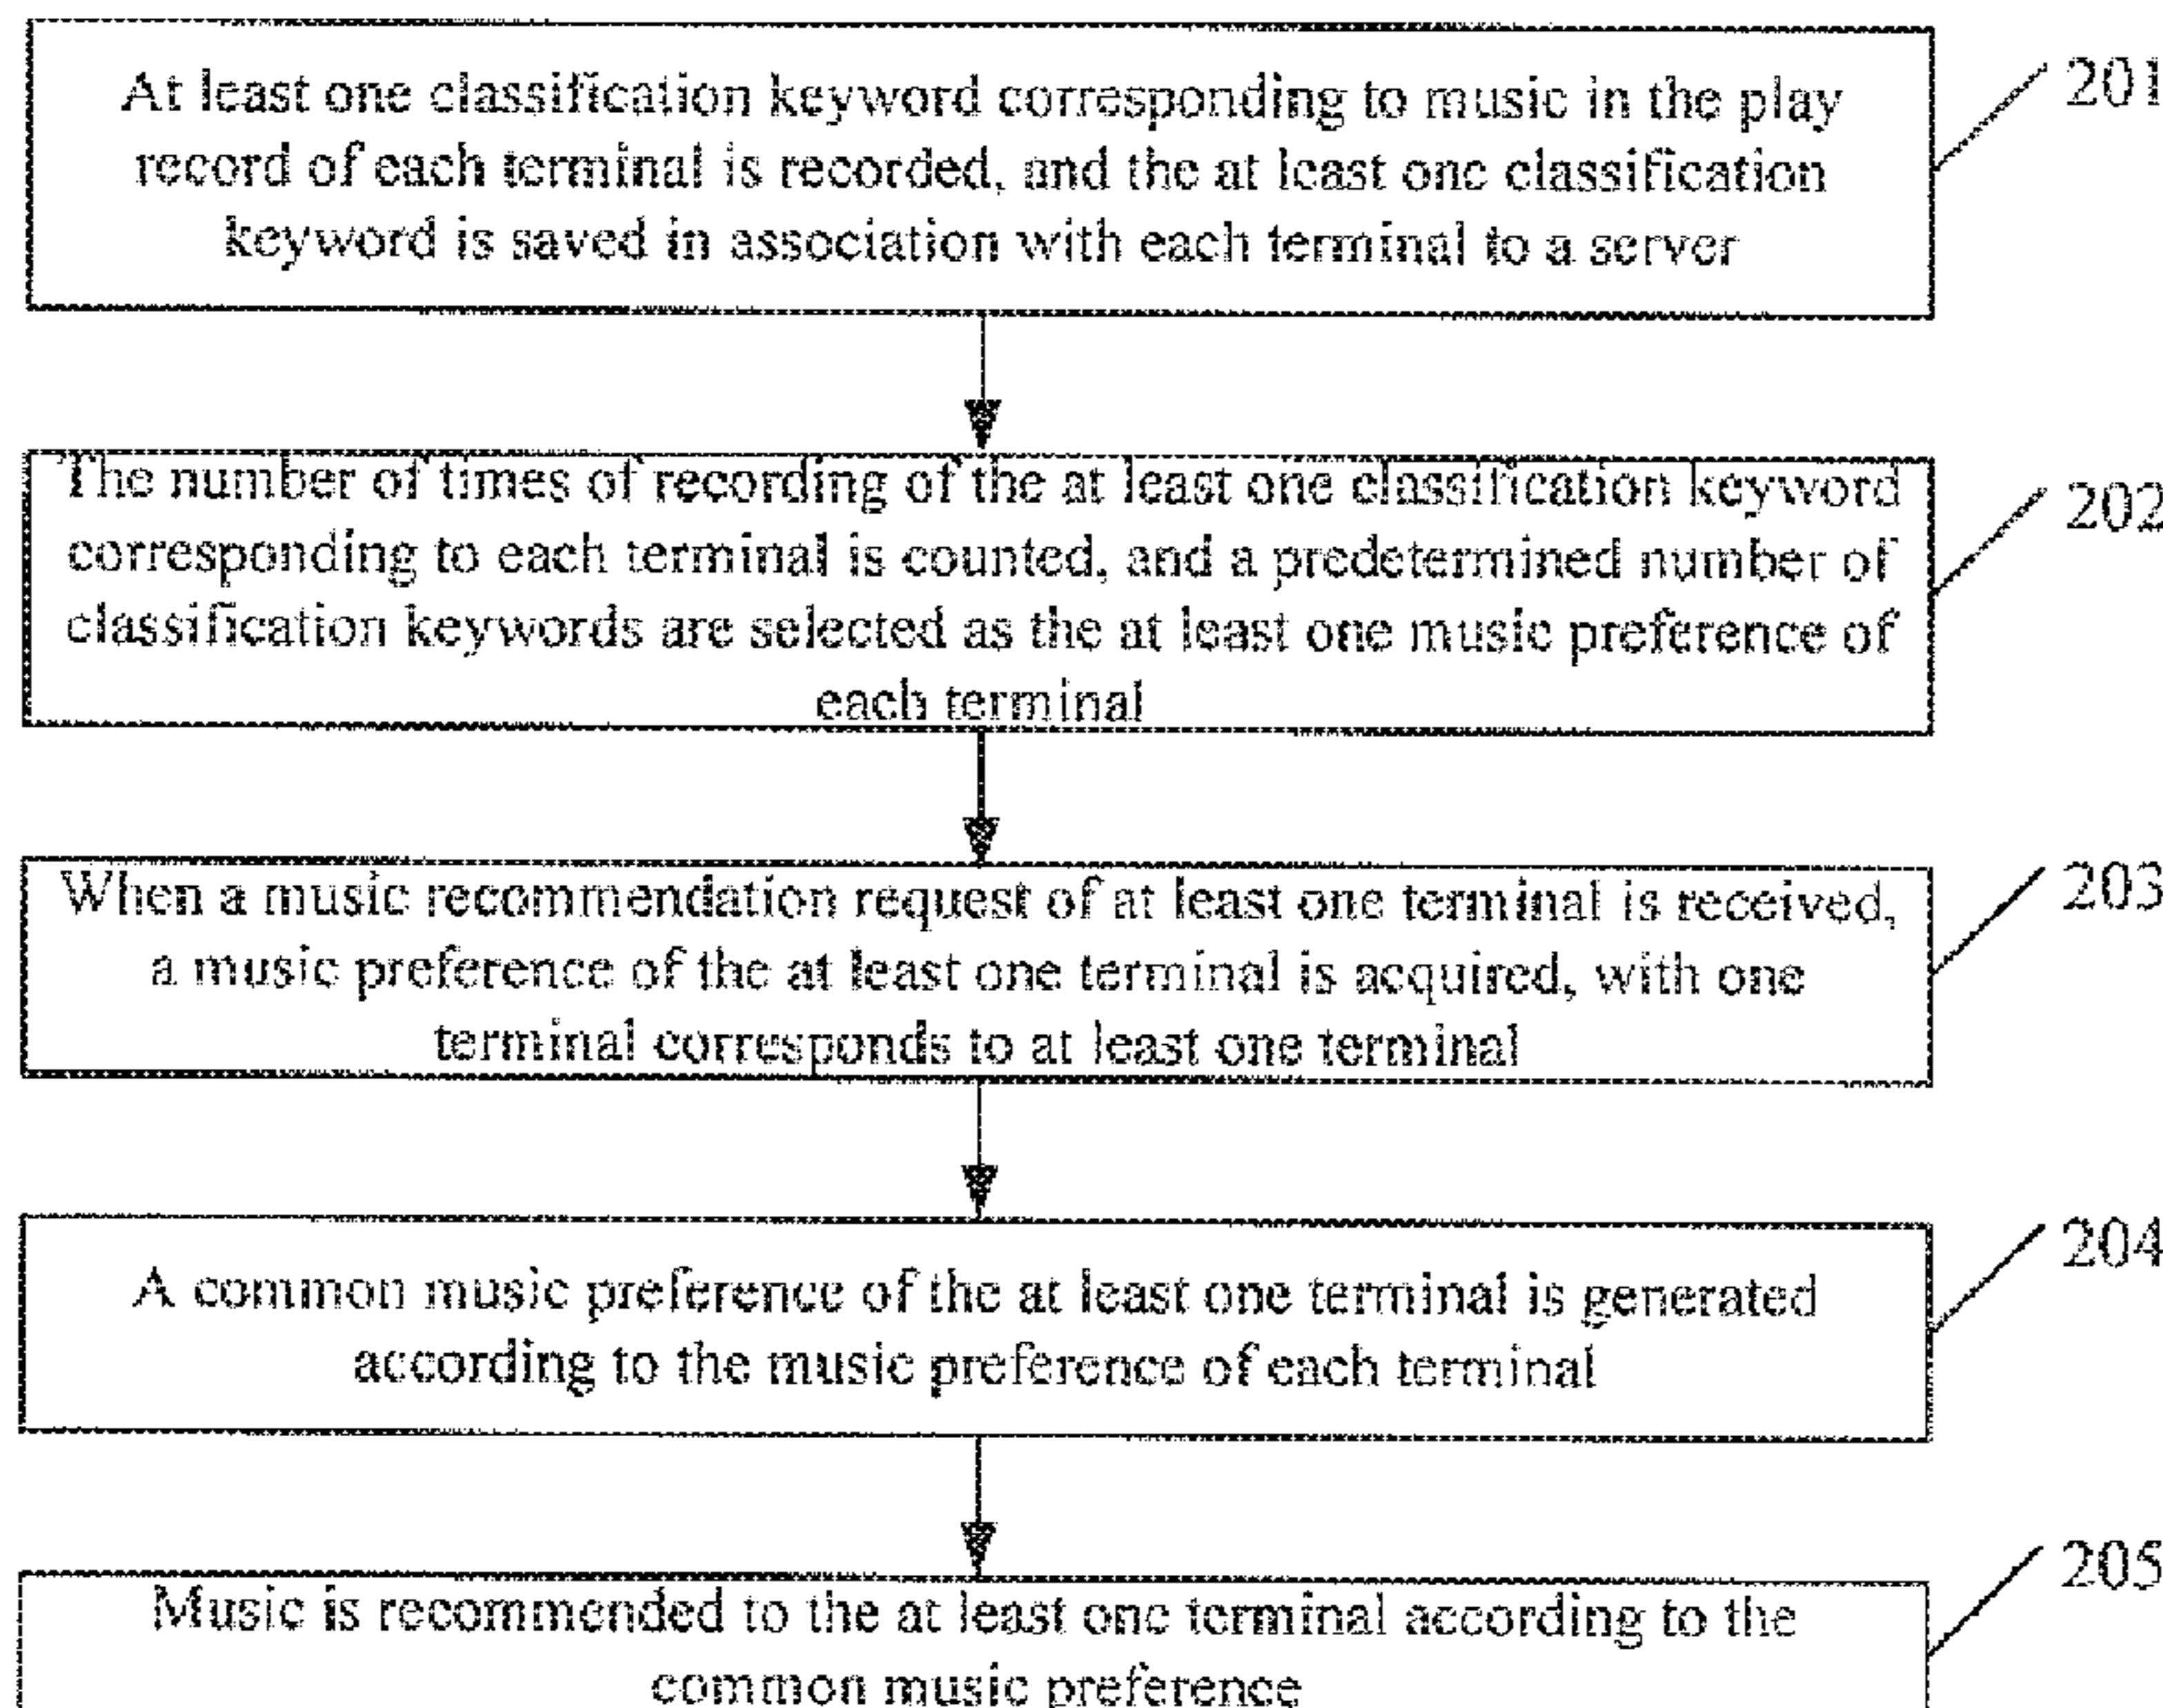 At least one classification keyword corresponding to music in the play
record of each terminal is recorded, and the at least one classification
keyword is saved in association with each terminal to a server
201
The number of times of recording of the at least one classification keyword
corresponding to each terminal is counted, and a predetermined number of
classification keywords are selected as the at least one music preference of
each terminal
202
When a music recommendation request of at least one terminal is received,
a music preference of the at least one terminal is acquired, with one
terminal corresponds to at least one terminal
203
A common music preference of the at least one terminal is generated
according to the music preference of each terminal
204
Music is recommended to the at least one terminal according to the
common music preference
205